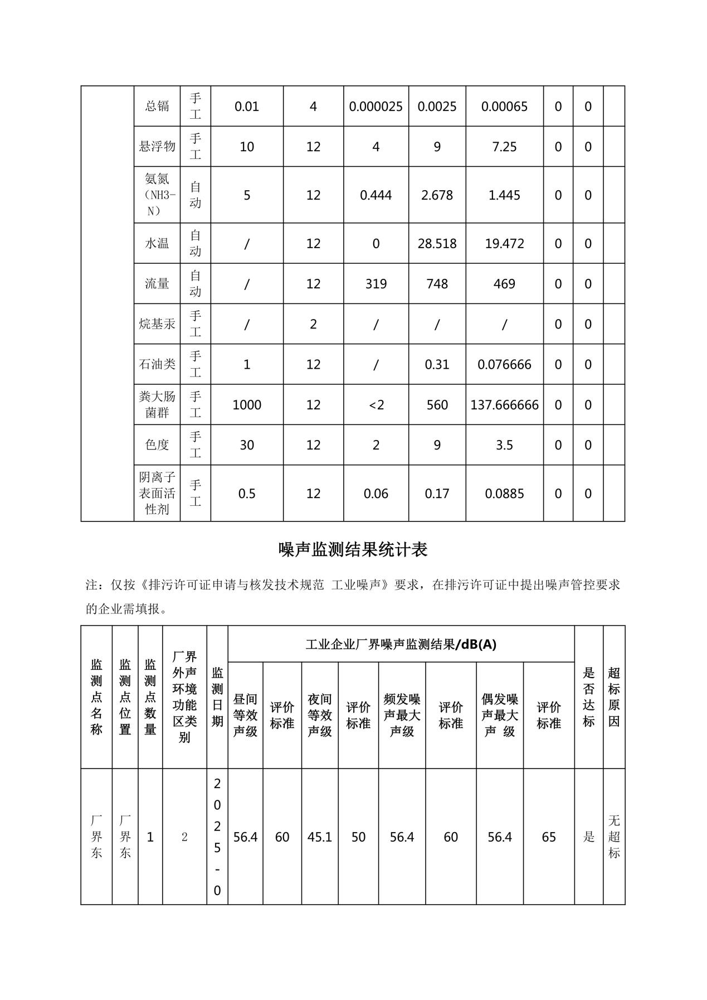 总镉 手工 0.01 4 0.000025 0.0025 0.00065 0 0
悬浮物 手工 10 12 4 9 7.25 0 0
氨氮（NH3-N） 自动 5 12 0.444 2.678 1.445 0 0
水温 自动 / 12 0 28.518 19.472 0 0
流量 自动 / 12 319 748 469 0 0
烷基汞 手工 / 2 / / / 0 0
石油类 手工 1 12 / 0.31 0.076666 0 0
粪大肠菌群 手工 1000 12 <2 560 137.666666 0 0
色度 手工 30 12 2 9 3.5 0 0
阴离子表面活性剂 手工 0.5 12 0.06 0.17 0.0885 0 0
噪声监测结果统计表
注：仅按《排污许可证申请与核发技术规范 工业噪声》要求，在排污许可证中提出噪声管控要求
的企业需填报。
监测点名称 监测点位置 监测点数量 厂界外声环境功能区类别 监测日期 工业企业厂界噪声监测结果/dB(A) 是否达标 超标原因
昼间等效声级 评价标准 夜间等效声级 评价标准 频发噪声最大声级 评价标准 偶发噪声最大声 级 评价标准
厂界东 厂界东 1 2 2025-0 56.4 60 45.1 50 56.4 60 56.4 65 是 无超标